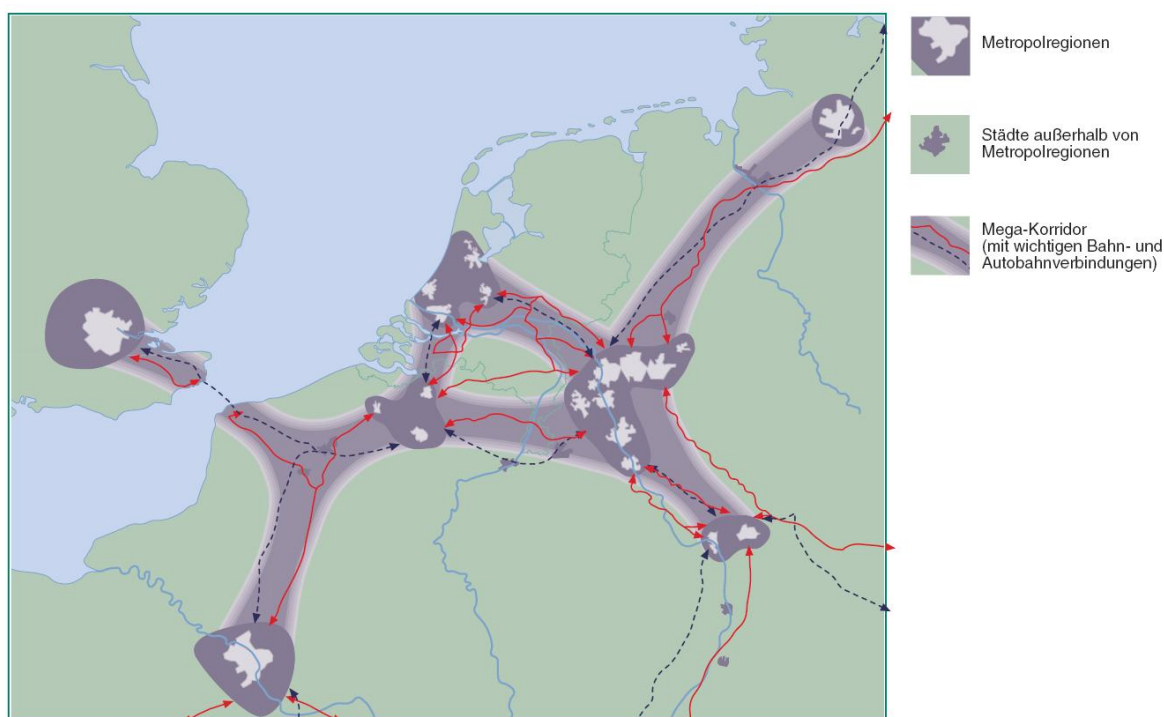 Metropolregionen
Städte außerhalb von
Metropolregionen
Mega-Korridor
(mit wichtigen Bahn- und
Autobahnverbindungen)